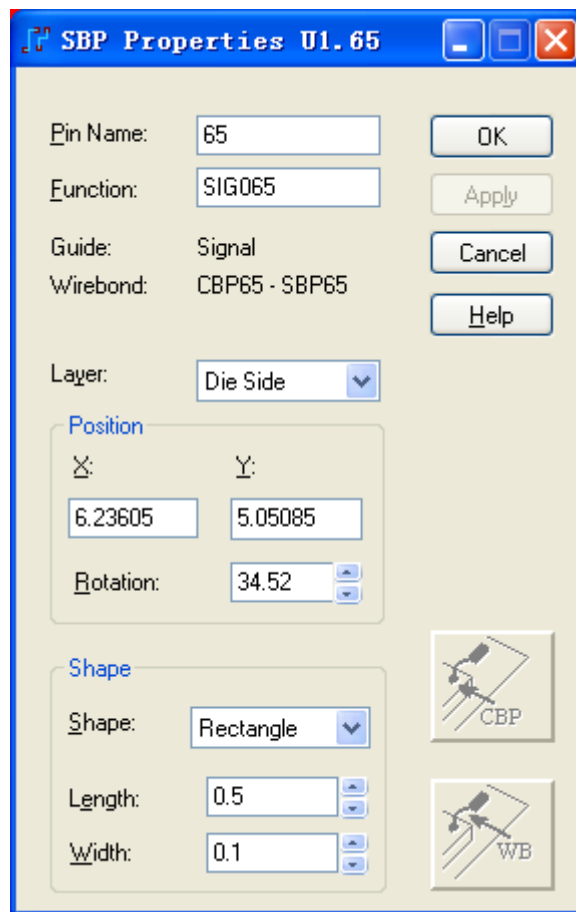 SBP Properties U1.65
Pin Name: 65
OK
Function: SIG065
Apply
Guide: Signal
Cancel
Wirebond: CBP65 - SBP65
Help
Layer: Die Side
Position
X: Y:
6.23605 5.05085
Rotation: 34.52
Shape
CBP
Shape: Rectangle
Length: 0.5
Width: 0.1
WB